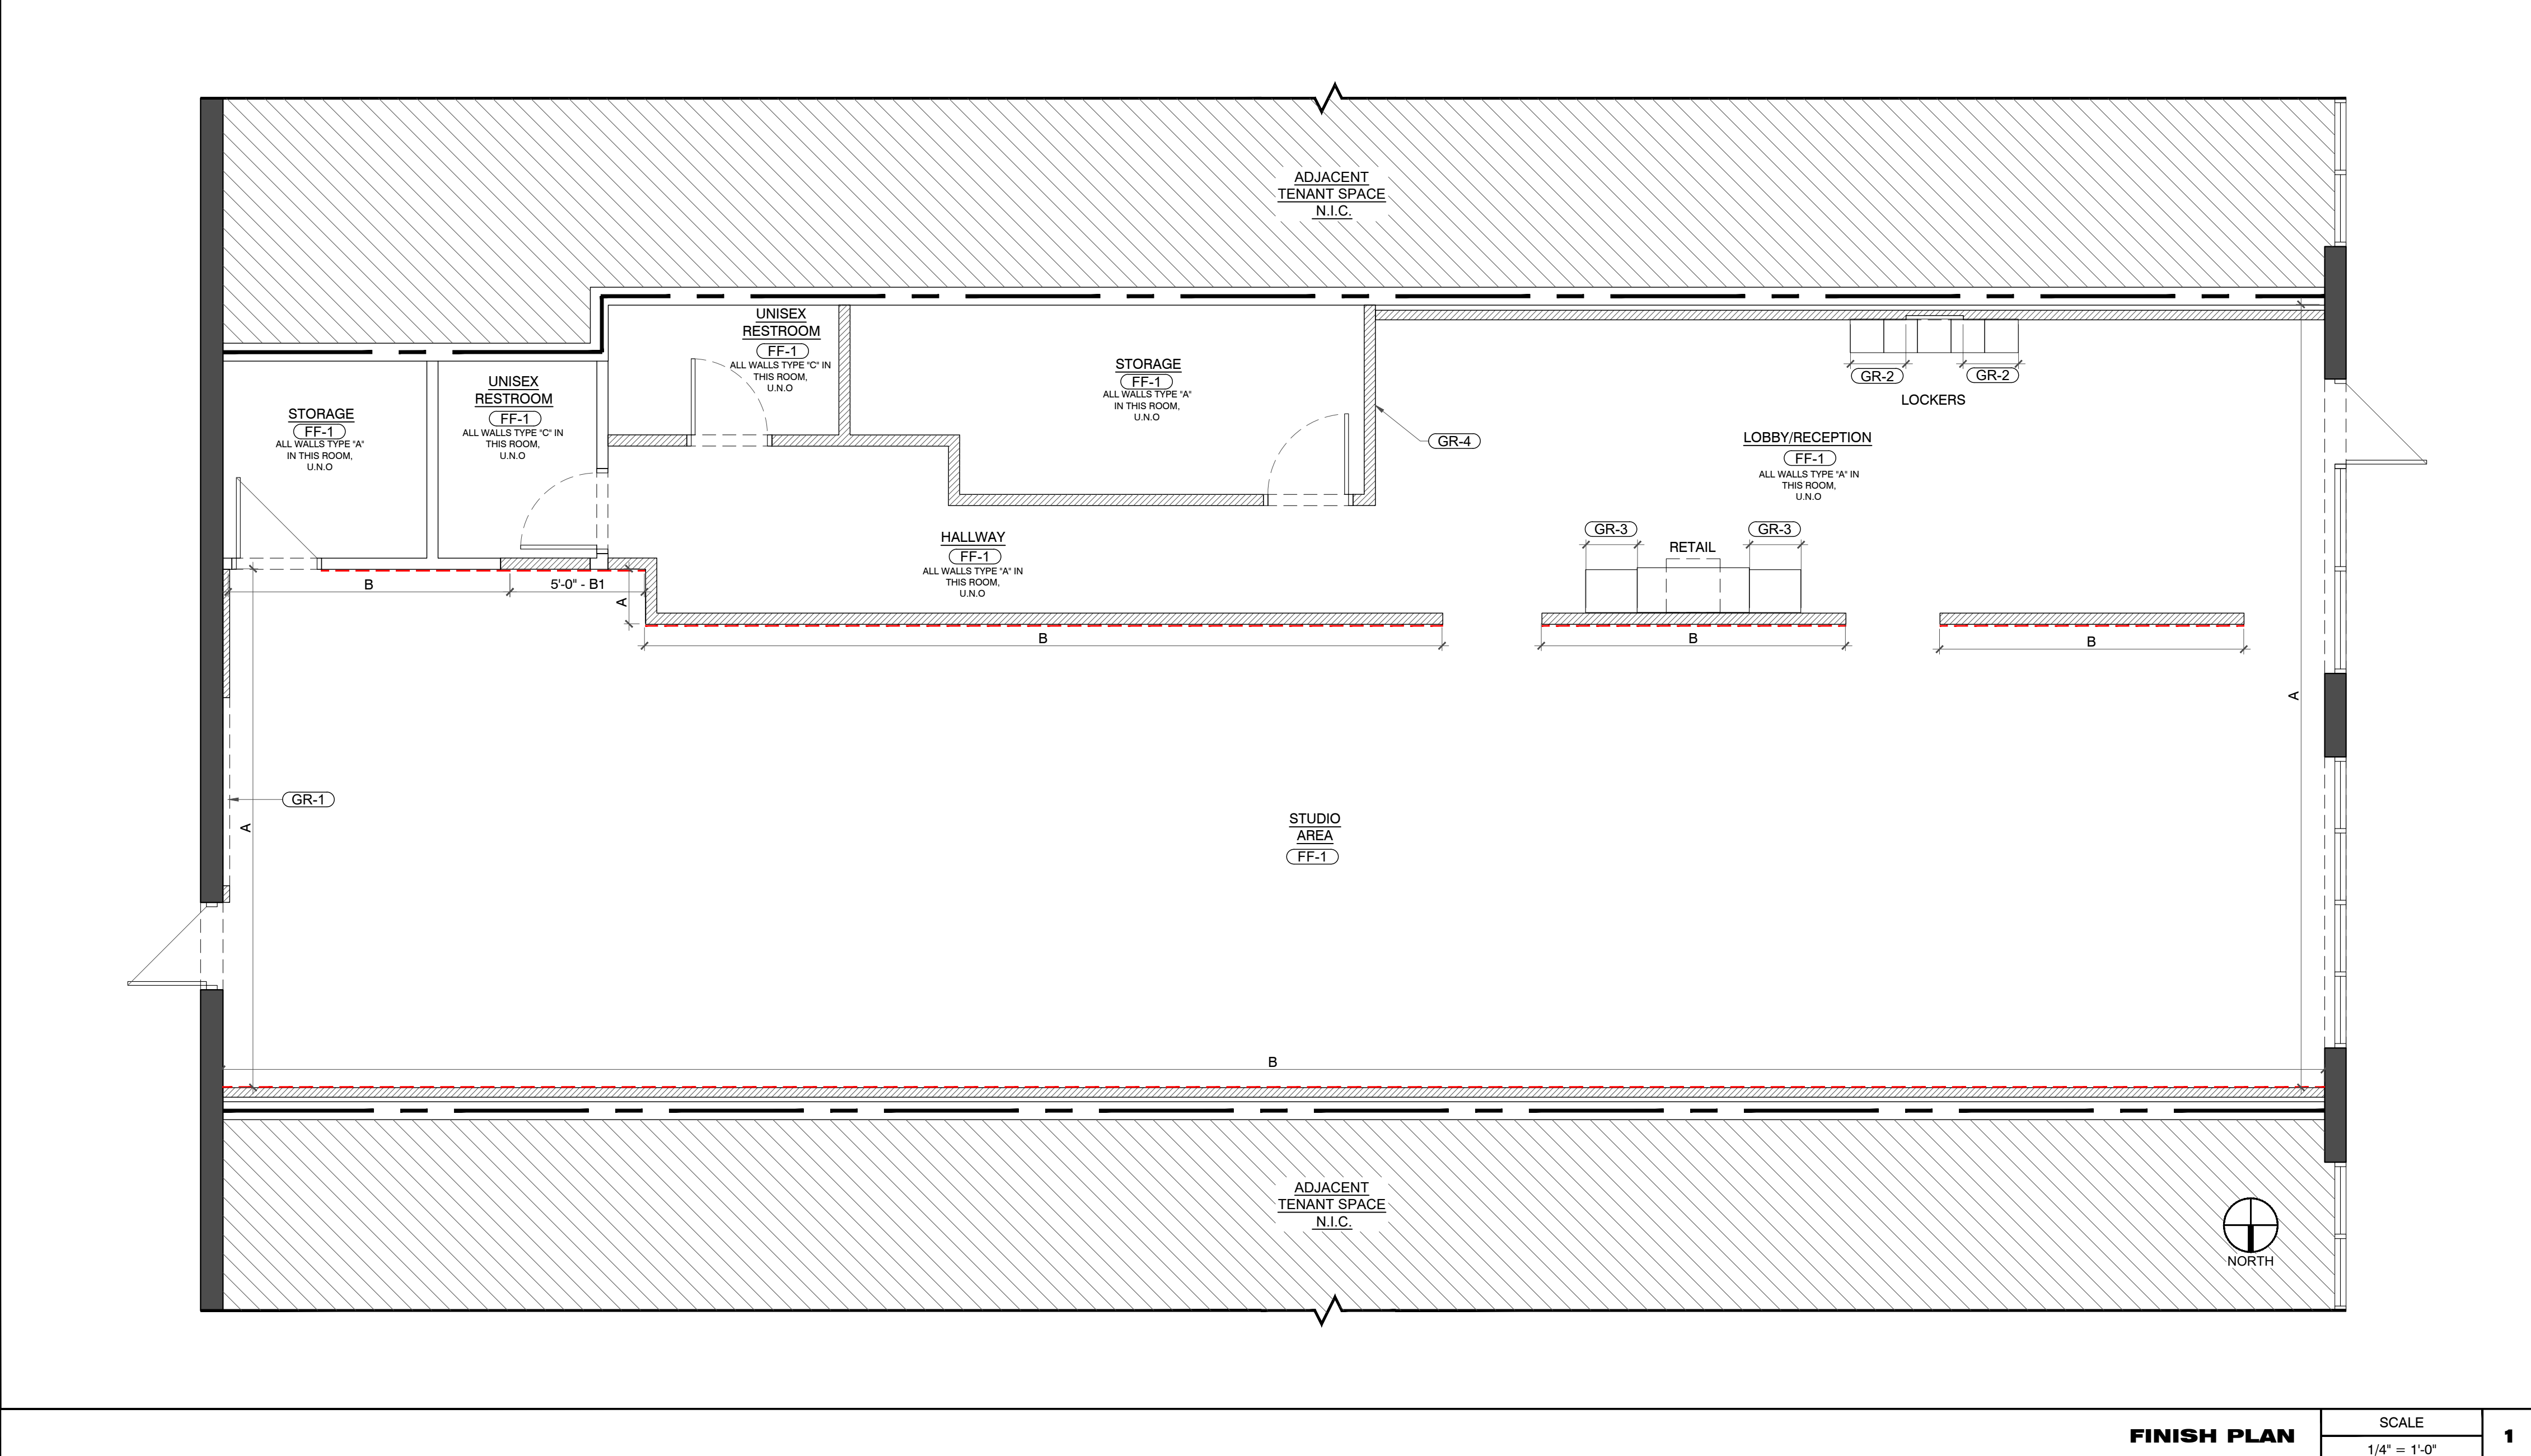 ADJACENT
TENANT SPACE
N.I.C.
UNISEX
RESTROOM
FF-1
ALL WALLS TYPE "C" IN
THIS ROOM,
U.N.O
STORAGE
FF-1
ALL WALLS TYPE "A"
IN THIS ROOM,
U.N.O
GR-2
GR-2
LOCKERS
UNISEX
RESTROOM
FF-1
ALL WALLS TYPE "C" IN
THIS ROOM,
U.N.O
STORAGE
FF-1
ALL WALLS TYPE "A"
IN THIS ROOM,
U.N.O
GR-4
LOBBY/RECEPTION
FF-1
ALL WALLS TYPE "A" IN
THIS ROOM,
U.N.O
HALLWAY
FF-1
ALL WALLS TYPE "A" IN
THIS ROOM,
U.N.O
GR-3
GR-3
RETAIL
B
5'-0" - B1
A
B
B
B
A
GR-1
A
STUDIO
AREA
FF-1
B
ADJACENT
TENANT SPACE
N.I.C.
NORTH
FINISH PLAN
SCALE
1/4" = 1'-0"
1